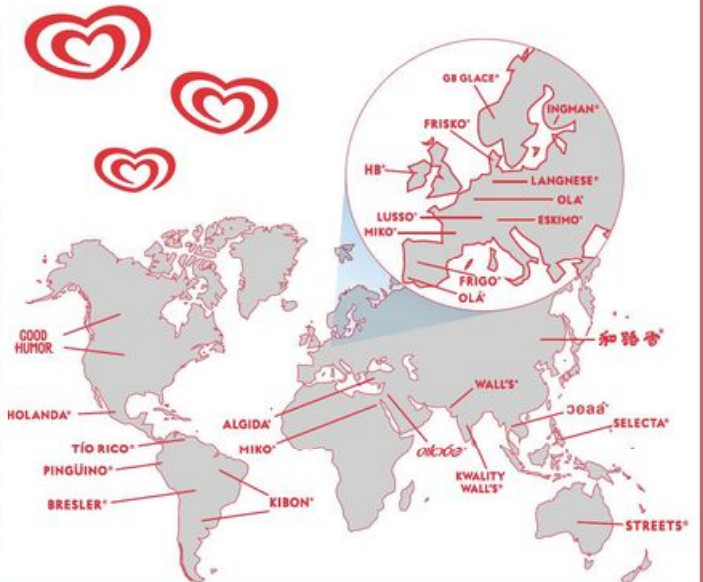 GB GLACE®
INGMAN®
FRISKO®
HB®
LANGNESE®
OLA®
LUSSO®
ESKIMO®
MIKO®
FRIGO®
OLÁ®
GOOD
HUMOR
和路雪®
HOLANDA®
WALL'S®
ALGIDA®
SELECTA®
TÍO RICO®
MIKO®
PINGÜINO®
KWALITY
WALL'S®
BRESLER®
KIBON®
STREETS®